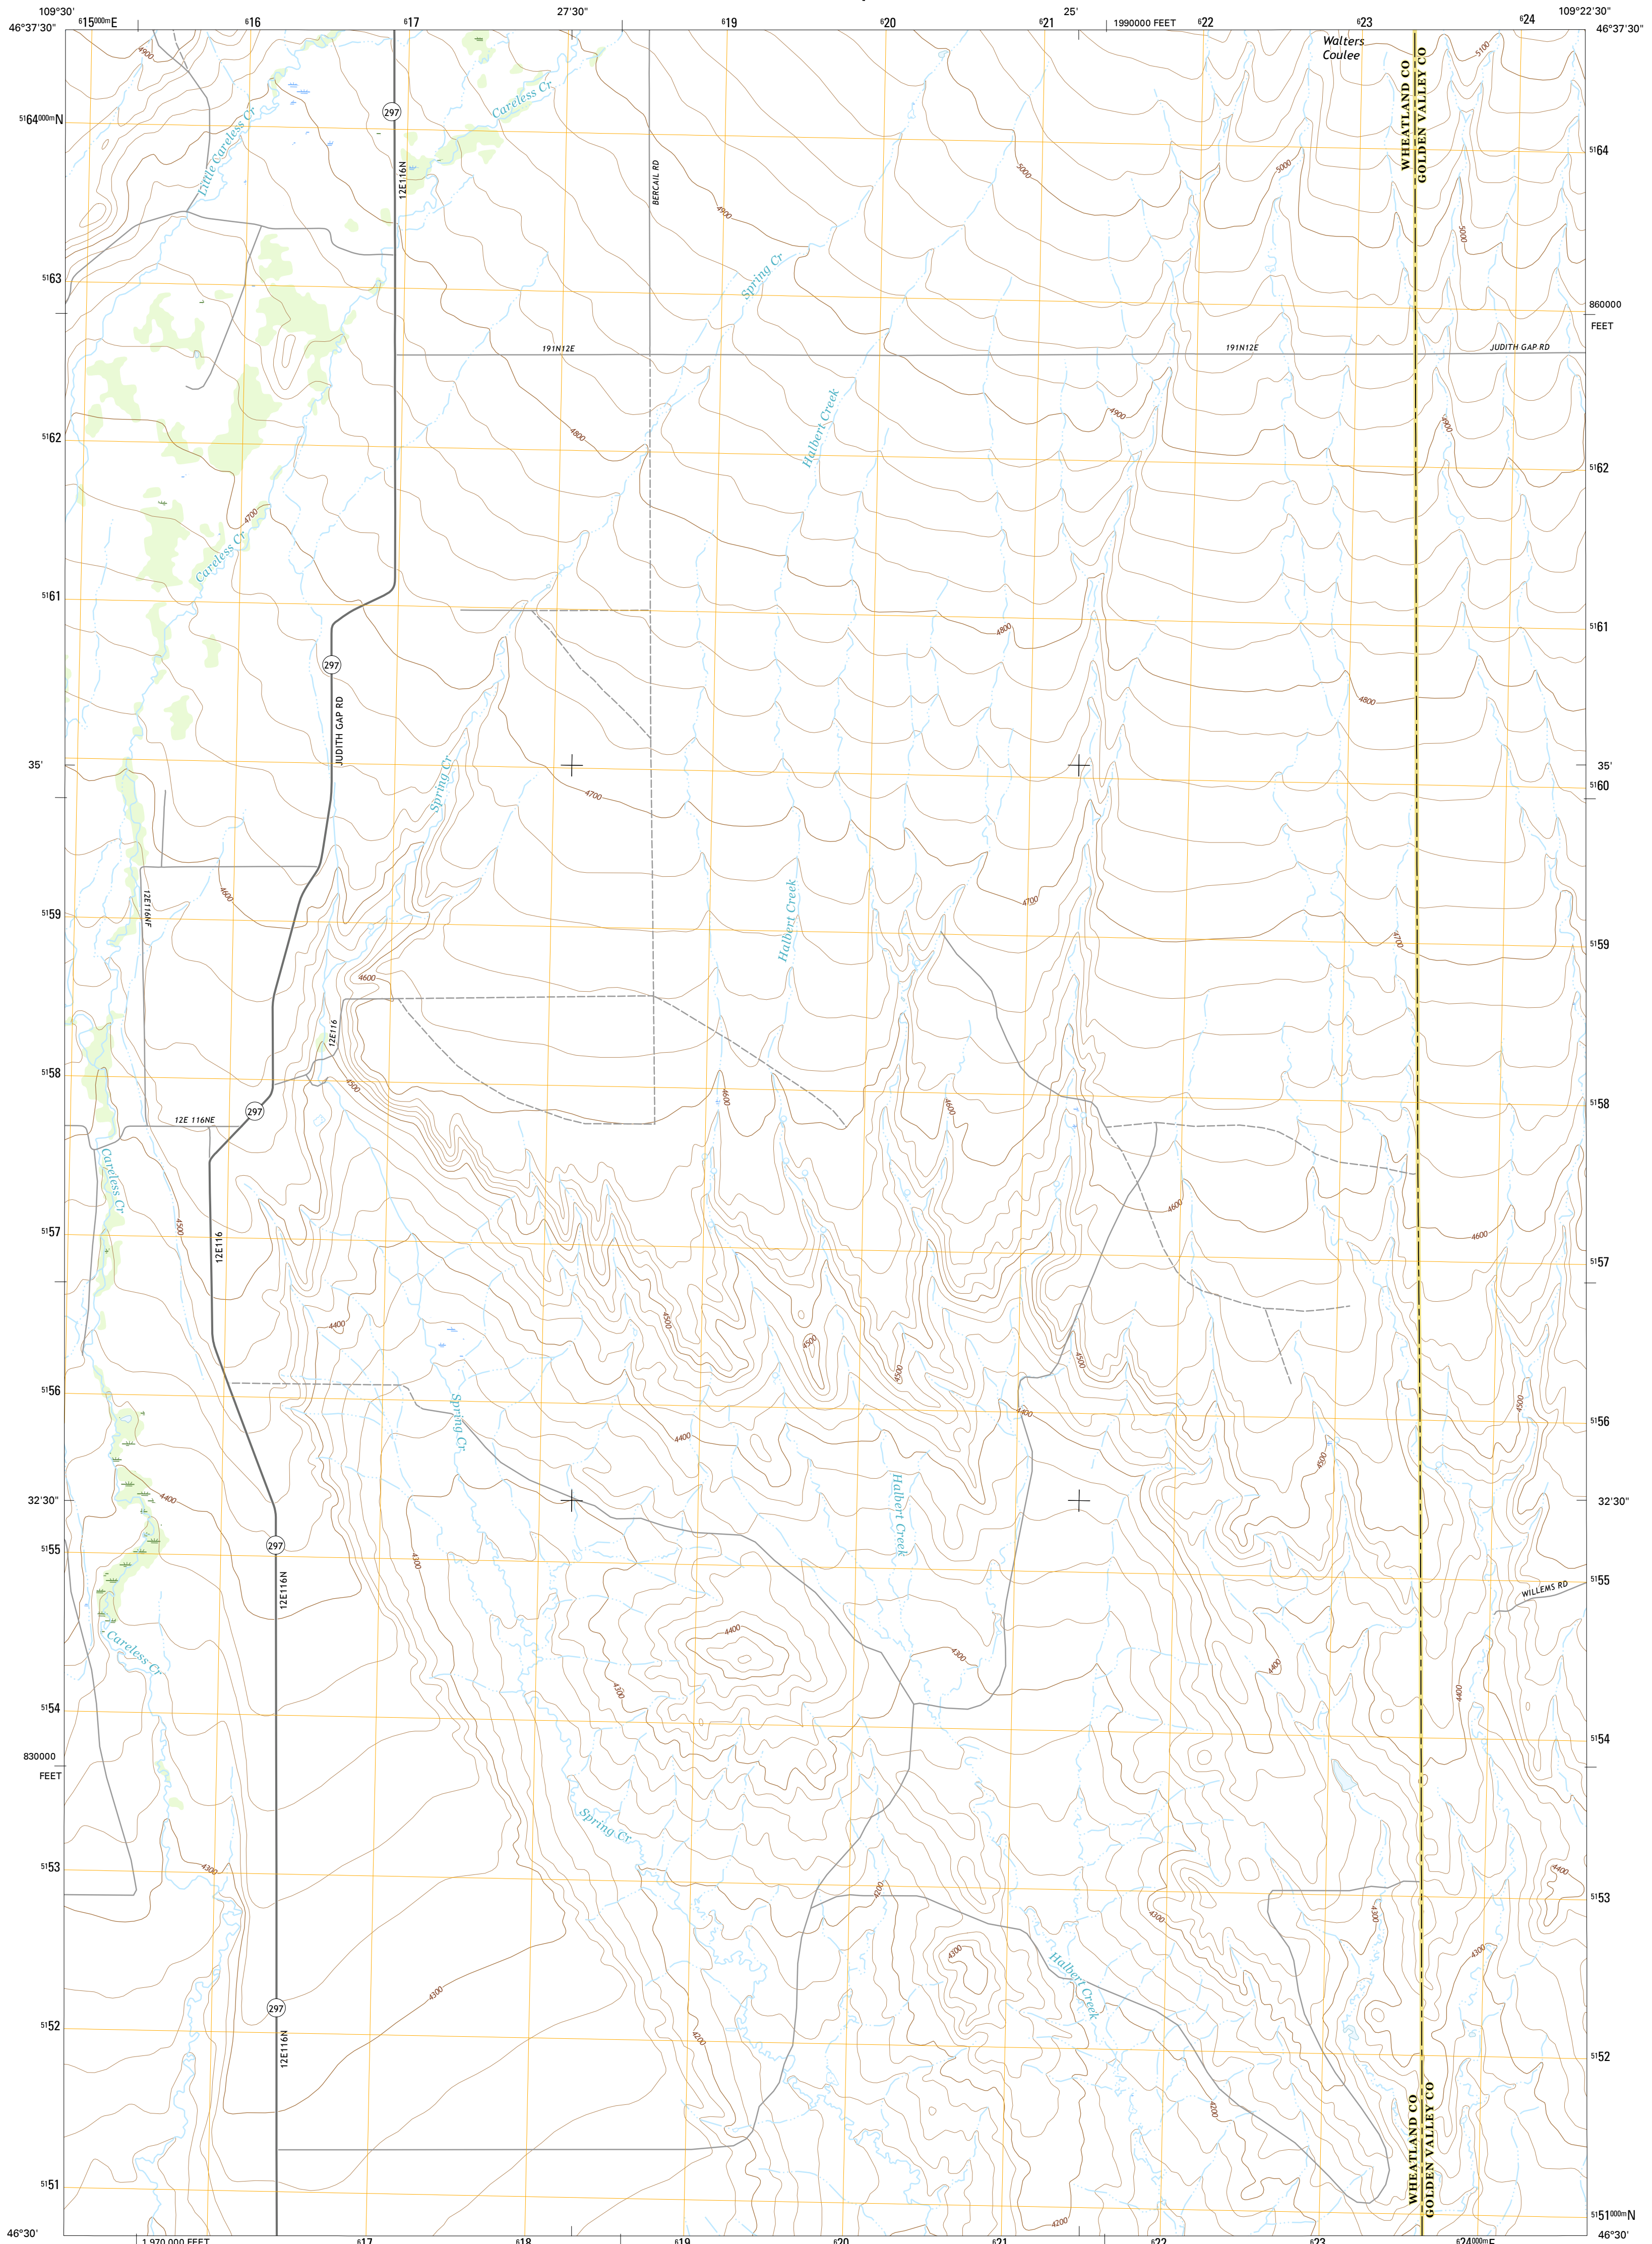 109°30'
⁶15⁰⁰⁰ᵐE
⁶16
⁶17
27'30"
⁶19
⁶20
⁶21
25'
1990000 FEET
⁶22
⁶23
⁶24
109°22'30"
46°37'30"
46°37'30"
Walters
Coulee
4900
5100
WHEATLAND CO
GOLDEN VALLEY CO
Careless Cr
Little Careless Cr
297
⁵¹64⁰⁰⁰ᵐN
⁵¹64
12E116N
BERCAIL RD
5000
5000
4900
5000
Spring Cr
⁵¹63
860000
FEET
191N12E
191N12E
JUDITH GAP RD
Halbert Creek
4900
4900
4800
⁵¹62
⁵¹62
4700
Careless Cr
⁵¹61
⁵¹61
4800
297
JUDITH GAP RD
4800
35'
35'
⁵¹60
Spring Cr
4700
4600
12E116NF
4700
Halbert Creek
⁵¹59
⁵¹59
4700
4600
12E116
⁵¹58
⁵¹58
4500
4600
4600
297
12E 116NE
Careless Cr
4500
12E116
4600
4600
⁵¹57
⁵¹57
4400
4500
4500
4500
4500
⁵¹56
⁵¹56
Spring Cr
4400
4400
4500
4500
4400
32'30"
32'30"
Halbert Creek
297
⁵¹55
⁵¹55
4300
12E116N
WILLEMS RD
Careless Cr
4400
4300
4400
4300
4400
⁵¹54
⁵¹54
830000
FEET
Spring Cr
4300
⁵¹53
⁵¹53
4400
4200
4300
4300
4300
4300
Halbert Creek
4300
297
⁵¹52
⁵¹52
12E116N
4200
4200
WHEATLAND CO
GOLDEN VALLEY CO
⁵¹51
⁵¹51⁰⁰⁰ᵐN
4200
46°30'
46°30'
1 970 000 FEET
⁶17
⁶18
⁶19
⁶20
⁶21
⁶22
⁶23
⁶24⁰⁰⁰ᵐE